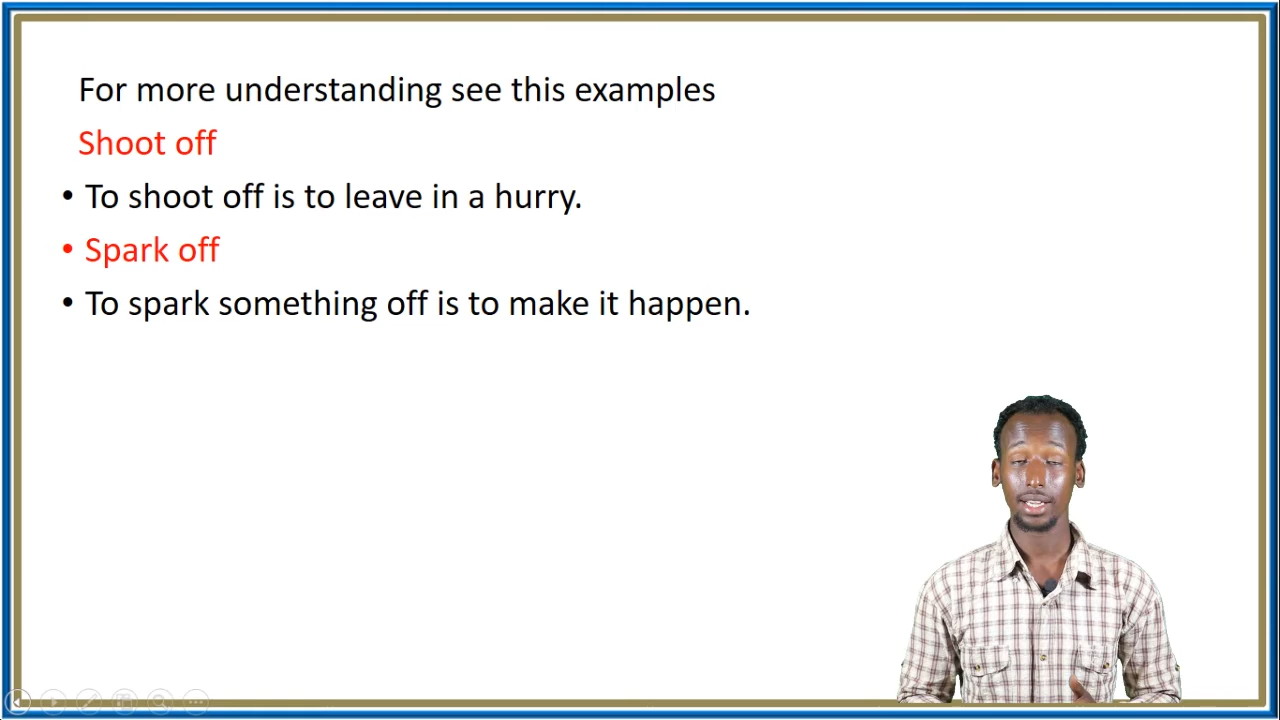 For more understanding see this examples
Shoot off
• To shoot off is to leave in a hurry.
• Spark off
• To spark something off is to make it happen.